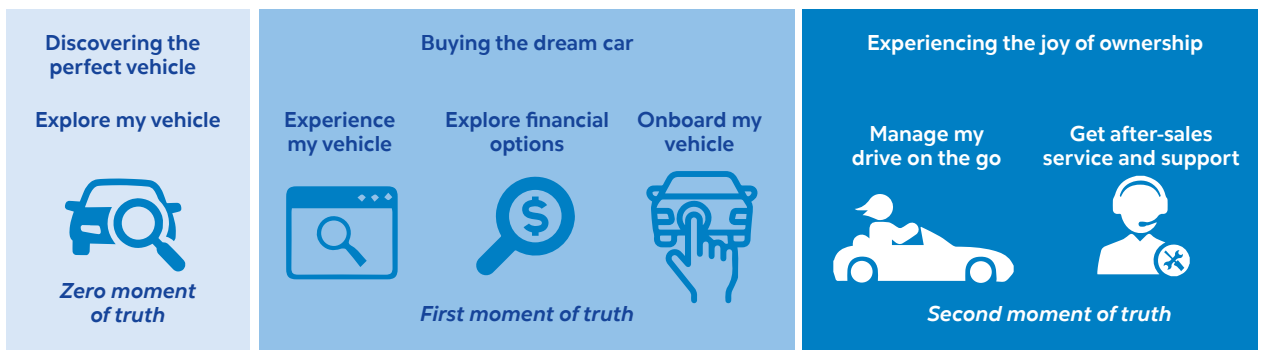 Discovering the
perfect vehicle
Explore my vehicle
Zero moment
of truth
Buying the dream car
Experience
my vehicle
Explore financial
options
$
Onboard my
vehicle
First moment of truth
Experiencing the joy of ownership
Manage my
drive on the go
Get after-sales
service and support
Second moment of truth